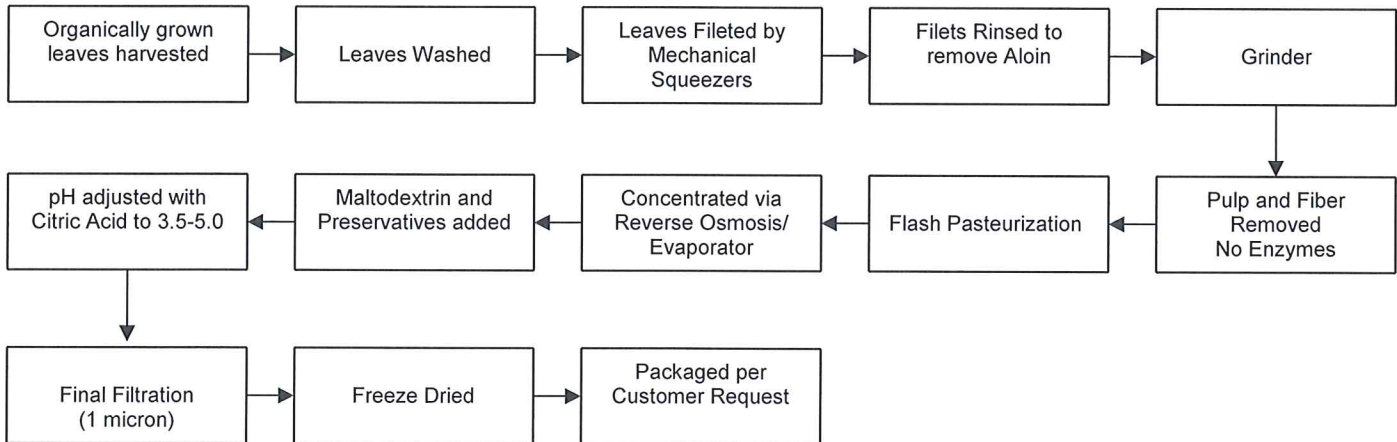 Organically grown
leaves harvested
Leaves Washed
Leaves Fileted by
Mechanical
Squeezers
Filets Rinsed to
remove Aloin
Grinder
Pulp and Fiber
Removed
No Enzymes
Flash Pasteurization
Concentrated via
Reverse Osmosis/
Evaporator
Maltodextrin and
Preservatives added
pH adjusted with
Citric Acid to 3.5-5.0
Final Filtration
(1 micron)
Freeze Dried
Packaged per
Customer Request